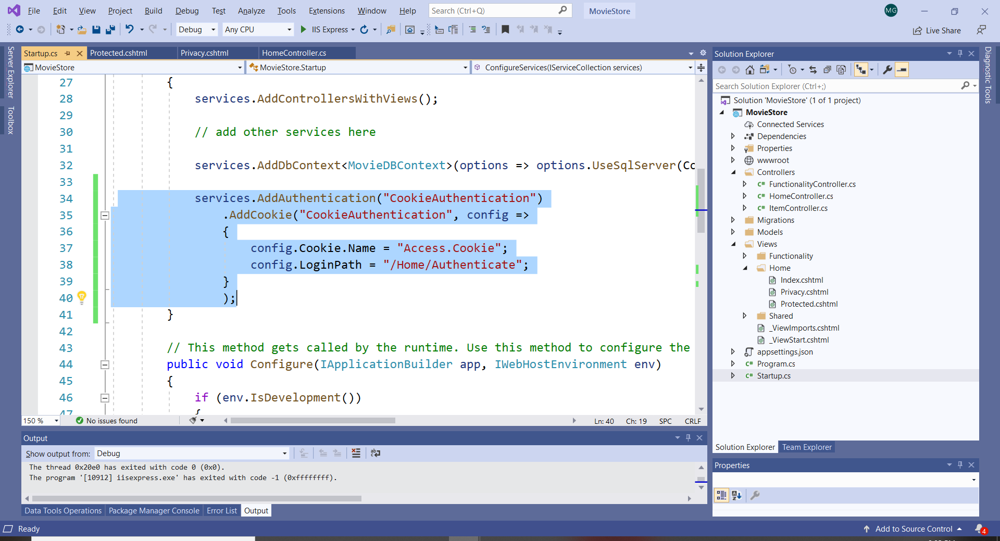 File Edit View Project Build Debug Test Analyze Tools Extensions Window Help Search (Ctrl+Q) MovieStore MG
Debug Any CPU IIS Express Live Share
Server Explorer
Toolbox
Startup.cs Protected.cshtml Privacy.cshtml HomeController.cs
MovieStore MovieStore.Startup ConfigureServices(IServiceCollection services)
27 {
28 services.AddControllersWithViews();
29
30 // add other services here
31
32 services.AddDbContext<MovieDBContext>(options => options.UseSqlServer(Co
33
34 services.AddAuthentication("CookieAuthentication")
35 .AddCookie("CookieAuthentication", config =>
36 {
37 config.Cookie.Name = "Access.Cookie";
38 config.LoginPath = "/Home/Authenticate";
39 }
40 );
41 }
42
43 // This method gets called by the runtime. Use this method to configure the
44 public void Configure(IApplicationBuilder app, IWebHostEnvironment env)
45 {
46 if (env.IsDevelopment())
47 {
150 % No issues found Ln: 40 Ch: 19 SPC CRLF
Output
Show output from: Debug
The thread 0x20e0 has exited with code 0 (0x0).
The program '[10912] iisexpress.exe' has exited with code -1 (0xffffffff).
Data Tools Operations Package Manager Console Error List Output
Solution Explorer
Search Solution Explorer (Ctrl+;)
Solution 'MovieStore' (1 of 1 project)
MovieStore
Connected Services
Dependencies
Properties
wwwroot
Controllers
C# FunctionalityController.cs
C# HomeController.cs
C# ItemController.cs
Migrations
Models
Views
Functionality
Home
Index.cshtml
Privacy.cshtml
Protected.cshtml
Shared
_ViewImports.cshtml
_ViewStart.cshtml
appsettings.json
C# Program.cs
C# Startup.cs
Solution Explorer Team Explorer
Properties
Diagnostic Tools
Ready Add to Source Control 4